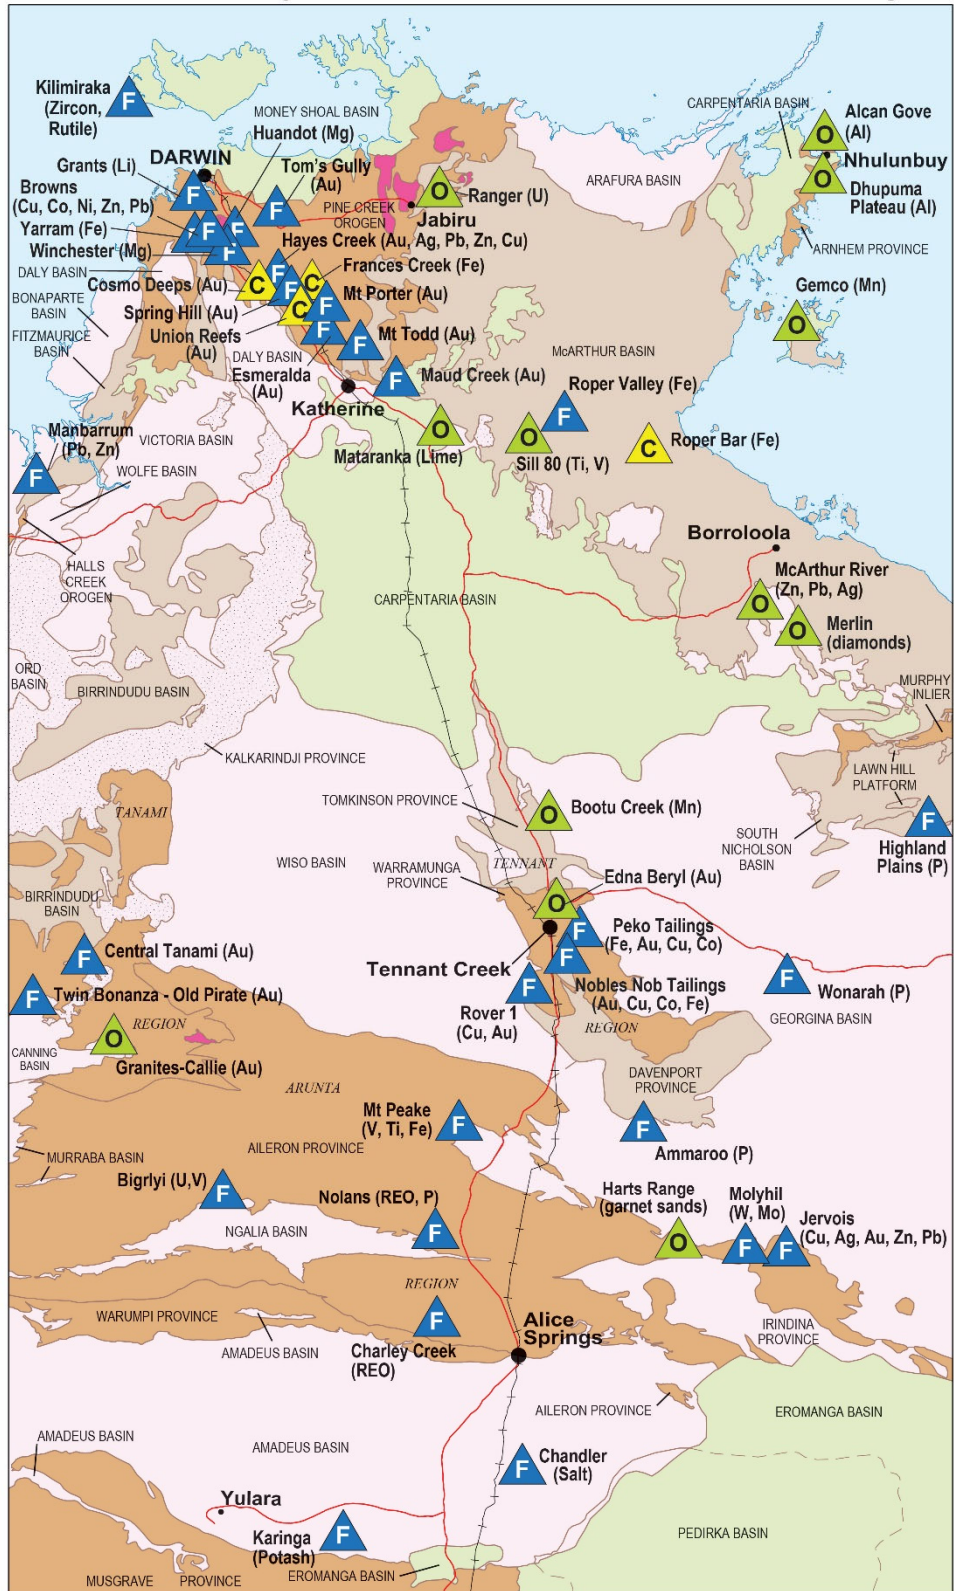 Kilimiraka
(Zircon,
Rutile)
F
MONEY SHOAL BASIN
Huandot (Mg)
CARPENTARIA BASIN
Alcan Gove
(Al)
O
Nhulunbuy
O
Dhupuma
Plateau (Al)
ARNHEM PROVINCE
Grants (Li)
DARWIN
F
Tom's Gully
(Au)
F
PINE CREEK
OROGEN
O
Ranger (U)
Jabiru
ARAFURA BASIN
Browns
(Cu, Co, Ni, Zn, Pb)
Yarram (Fe)
F
F
Winchester (Mg)
F
Hayes Creek (Au, Ag, Pb, Zn, Cu)
F
DALY BASIN
Cosmo Deeps (Au)
C
Frances Creek (Fe)
C
BONAPARTE
BASIN
Spring Hill (Au)
F
Mt Porter (Au)
F
Gemco (Mn)
O
FITZMAURICE
BASIN
Union Reefs
(Au)
C
F
Mt Todd (Au)
F
DALY BASIN
Esmeralda
(Au)
McARTHUR BASIN
Maud Creek (Au)
F
Roper Valley (Fe)
F
Katherine
Manbarrum
(Pb, Zn)
F
VICTORIA BASIN
O
Mataranka (Lime)
O
Sill 80 (Ti, V)
C
Roper Bar (Fe)
WOLFE BASIN
HALLS
CREEK
OROGEN
Borroloola
McArthur River
(Zn, Pb, Ag)
O
CARPENTARIA BASIN
O
Merlin
(diamonds)
ORD
BASIN
BIRRINDUDU BASIN
MURPHY
INLIER
KALKARINDJI PROVINCE
LAWN HILL
PLATFORM
TOMKINSON PROVINCE
TANAMI
O
Bootu Creek (Mn)
F
Highland
Plains (P)
SOUTH
NICHOLSON
BASIN
WISO BASIN
WARRAMUNGA
PROVINCE
TENNANT
Edna Beryl (Au)
O
BIRRINDUDU
BASIN
Peko Tailings
(Fe, Au, Cu, Co)
F
F
Central Tanami (Au)
F
Tennant Creek
Twin Bonanza - Old Pirate (Au)
F
Nobles Nob Tailings
(Au, Cu, Co, Fe)
F
Rover 1
(Cu, Au)
F
Wonarah (P)
GEORGINA BASIN
REGION
REGION
O
Granites-Callie (Au)
CANNING
BASIN
DAVENPORT
PROVINCE
ARUNTA
Mt Peake
(V, Ti, Fe)
F
F
Ammaroo (P)
AILERON PROVINCE
MURRABA BASIN
Bigrlyi (U,V)
F
Nolans (REO, P)
F
Harts Range
(garnet sands)
O
Molyhil
(W, Mo)
F
Jervois
(Cu, Ag, Au, Zn, Pb)
F
NGALIA BASIN
REGION
WARUMPI PROVINCE
F
Charley Creek
(REO)
AMADEUS BASIN
Alice
Springs
IRINDINA
PROVINCE
AILERON PROVINCE
EROMANGA BASIN
AMADEUS BASIN
AMADEUS BASIN
F
Chandler
(Salt)
Yulara
Karinga
(Potash)
F
PEDIRKA BASIN
EROMANGA BASIN
MUSGRAVE PROVINCE